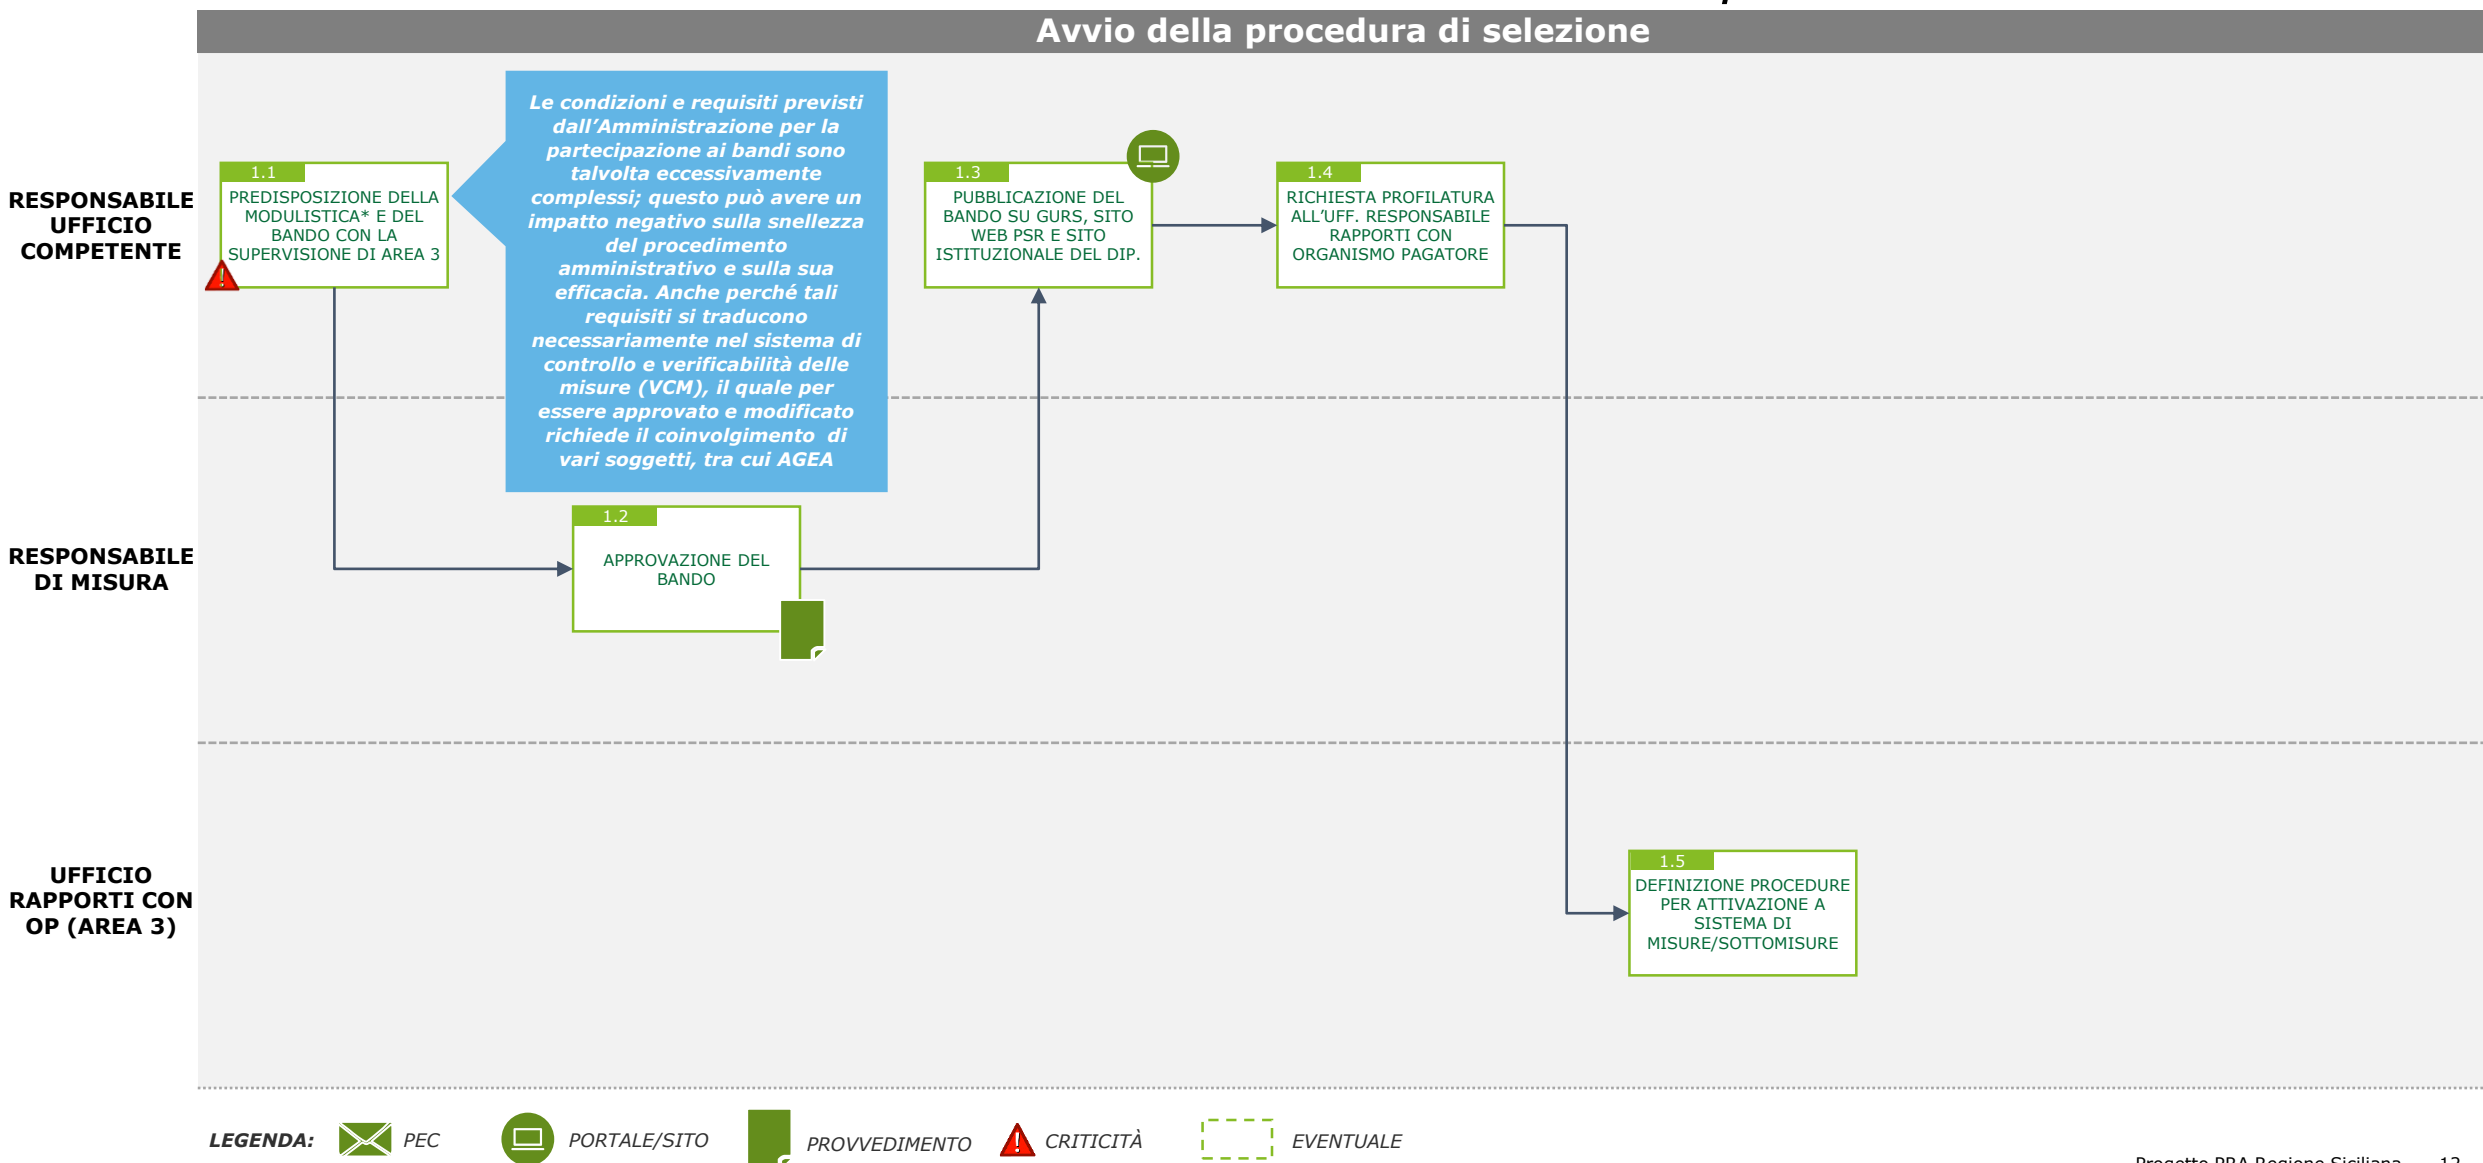 Avvio della procedura di selezione
RESPONSABILE
UFFICIO
COMPETENTE
1.1
PREDISPOSIZIONE DELLA
MODULISTICA* E DEL
BANDO CON LA
SUPERVISIONE DI AREA 3
Le condizioni e requisiti previsti
dall’Amministrazione per la
partecipazione ai bandi sono
talvolta eccessivamente
complessi; questo può avere un
impatto negativo sulla snellezza
del procedimento
amministrativo e sulla sua
efficacia. Anche perché tali
requisiti si traducono
necessariamente nel sistema di
controllo e verificabilità delle
misure (VCM), il quale per
essere approvato e modificato
richiede il coinvolgimento di
vari soggetti, tra cui AGEA
1.3
PUBBLICAZIONE DEL
BANDO SU GURS, SITO
WEB PSR E SITO
ISTITUZIONALE DEL DIP.
1.4
RICHIESTA PROFILATURA
ALL’UFF. RESPONSABILE
RAPPORTI CON
ORGANISMO PAGATORE
RESPONSABILE
DI MISURA
1.2
APPROVAZIONE DEL
BANDO
UFFICIO
RAPPORTI CON
OP (AREA 3)
1.5
DEFINIZIONE PROCEDURE
PER ATTIVAZIONE A
SISTEMA DI
MISURE/SOTTOMISURE
LEGENDA: PEC PORTALE/SITO PROVVEDIMENTO CRITICITÀ EVENTUALE
Progetto PRA Regione Siciliana 12